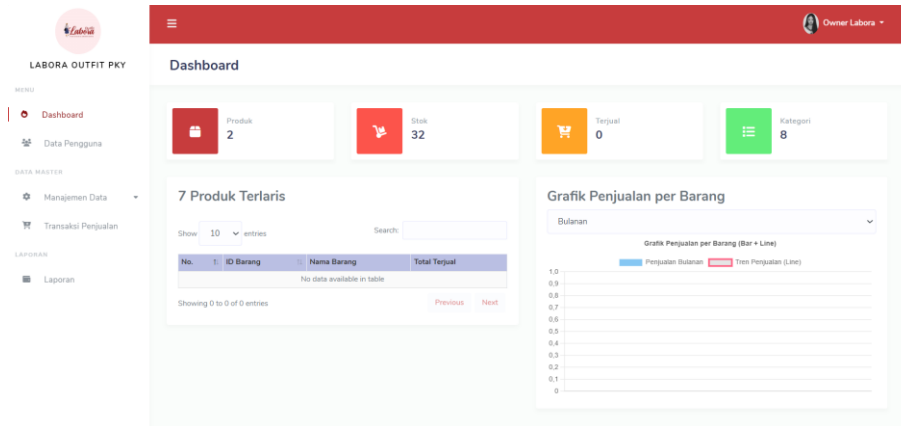 Labora
LABORA OUTFIT PKY
MENU
Dashboard
Data Pengguna
DATA MASTER
Manajemen Data
Transaksi Penjualan
LAPORAN
Laporan
Owner Labora
Dashboard
Produk
2
Stok
32
Terjual
0
Kategori
8
7 Produk Terlaris
Show 10 entries Search:
No. ID Barang Nama Barang Total Terjual
No data available in table
Showing 0 to 0 of 0 entries Previous Next
Grafik Penjualan per Barang
Bulanan
Grafik Penjualan per Barang (Bar + Line)
Penjualan Bulanan Tren Penjualan (Line)
1,0
0,9
0,8
0,7
0,6
0,5
0,4
0,3
0,2
0,1
0